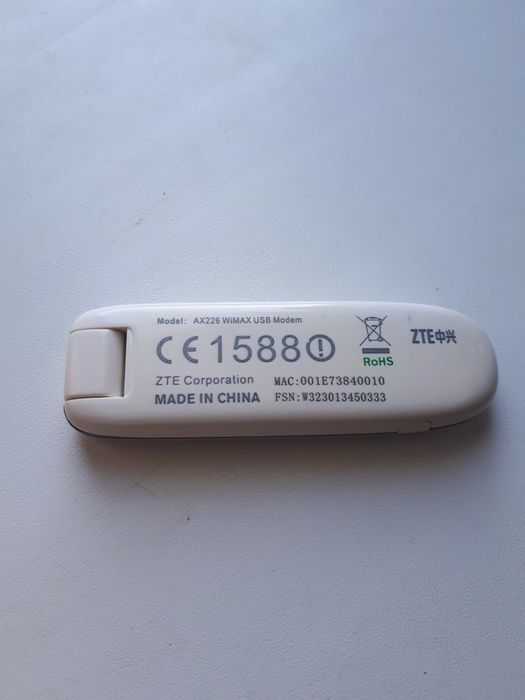 Model: AX226 WiMAX USB Modem
CE1588
RoHS
ZTE中兴
ZTE Corporation MAC:001E73840010
MADE IN CHINA FSN:W323013450333